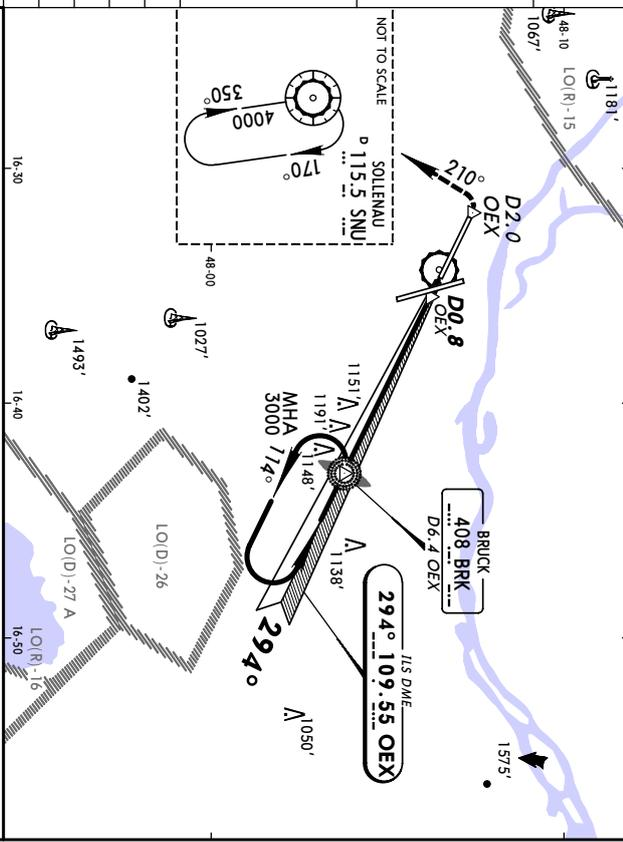 NOT TO SCALE
SOLLENAU
D 115.5 SNU
350°
4000
170°
210°
D2.0
OEX
D0.8
OEX
LO(R)-15
48-10
1067'
1181'
16-30
48-00
16-40
16-50
1493'
1027'
1402'
1151'
1191'
1148'
MHA
3000
114°
BRUCK
408 BRK
D6.4 OEX
1138'
ILS DME
294° 109.55 OEX
294°
1050'
1575'
LO(D)-26
LO(D)-27 A
LO(R)-16